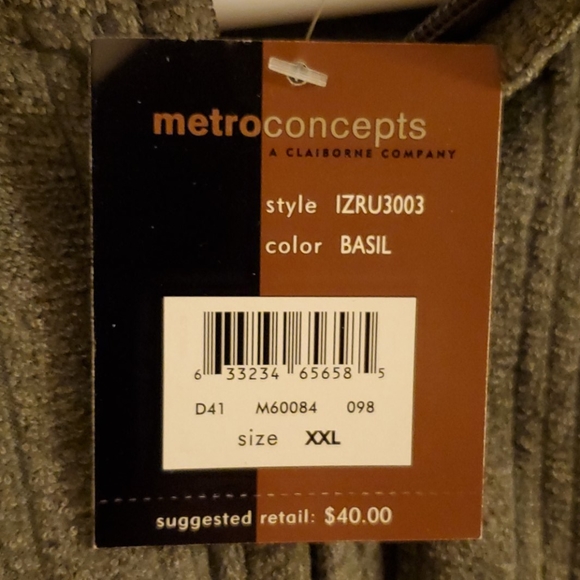 metroconcepts
A CLAIBORNE COMPANY
style IZRU3003
color BASIL
6 33234 65658 5
D41 M60084 098
size XXL
suggested retail: $40.00